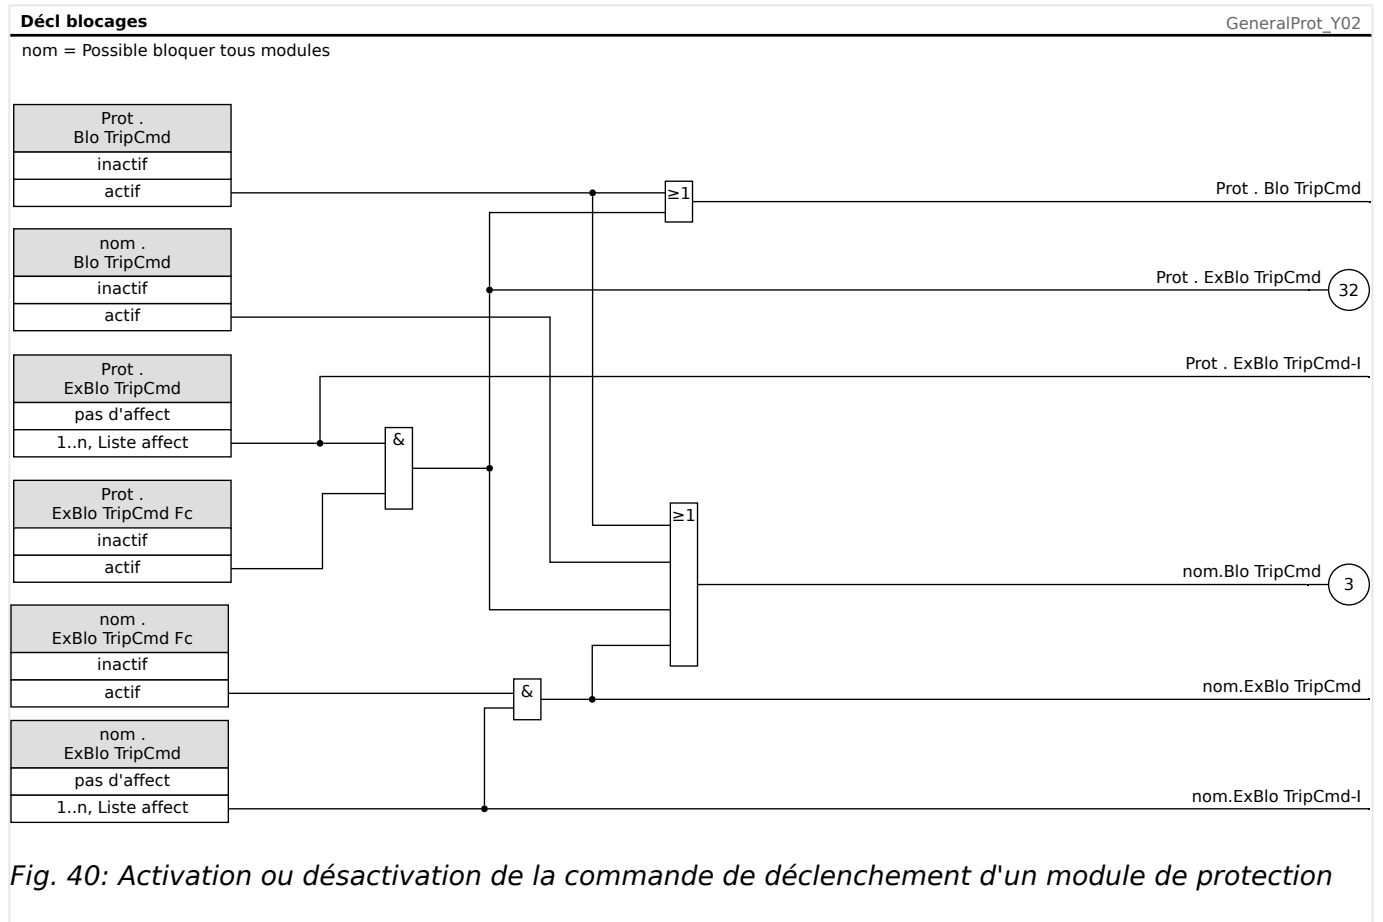 Décl blocages
GeneralProt_Y02
nom = Possible bloquer tous modules
Prot .
Blo TripCmd
inactif
actif
≥1
Prot . Blo TripCmd
nom .
Blo TripCmd
inactif
actif
Prot . ExBlo TripCmd
32
Prot .
ExBlo TripCmd
pas d'affect
1..n, Liste affect
Prot . ExBlo TripCmd-I
&
Prot .
ExBlo TripCmd Fc
inactif
actif
≥1
nom.Blo TripCmd
3
nom .
ExBlo TripCmd Fc
inactif
actif
&
nom.ExBlo TripCmd
nom .
ExBlo TripCmd
pas d'affect
1..n, Liste affect
nom.ExBlo TripCmd-I
Fig. 40: Activation ou désactivation de la commande de déclenchement d'un module de protection